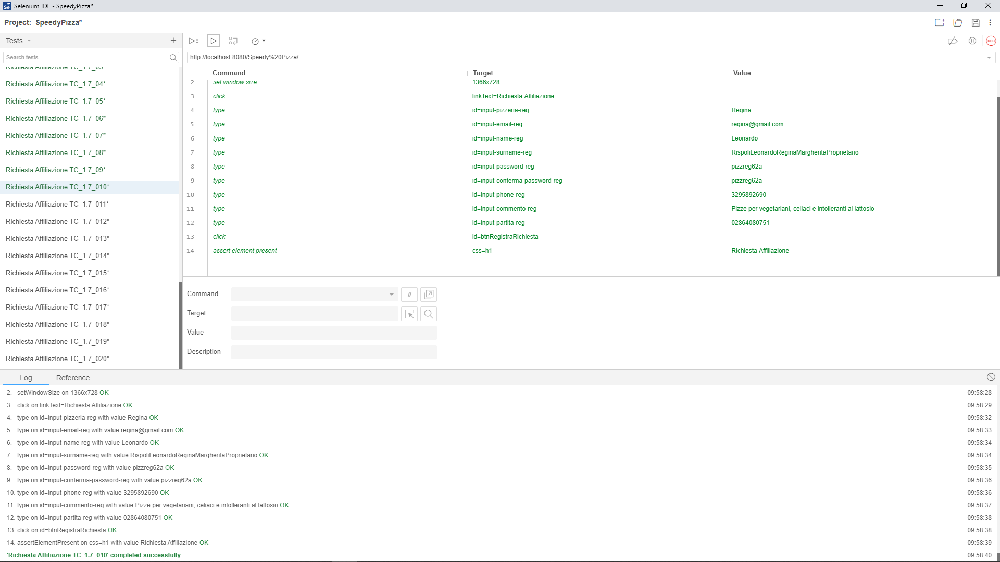 Selenium IDE - SpeedyPizza*
Project: SpeedyPizza*
Tests
Search tests...
Richiesta Affiliazione TC_1.7_03*
Richiesta Affiliazione TC_1.7_04*
Richiesta Affiliazione TC_1.7_05*
Richiesta Affiliazione TC_1.7_06*
Richiesta Affiliazione TC_1.7_07*
Richiesta Affiliazione TC_1.7_08*
Richiesta Affiliazione TC_1.7_09*
Richiesta Affiliazione TC_1.7_010*
Richiesta Affiliazione TC_1.7_011*
Richiesta Affiliazione TC_1.7_012*
Richiesta Affiliazione TC_1.7_013*
Richiesta Affiliazione TC_1.7_014*
Richiesta Affiliazione TC_1.7_015*
Richiesta Affiliazione TC_1.7_016*
Richiesta Affiliazione TC_1.7_017*
Richiesta Affiliazione TC_1.7_018*
Richiesta Affiliazione TC_1.7_019*
Richiesta Affiliazione TC_1.7_020*
REC
http://localhost:8080/Speedy%20Pizza/
Command Target Value
2 set window size 1366x728
3 click linkText=Richiesta Affiliazione
4 type id=input-pizzeria-reg Regina
5 type id=input-email-reg regina@gmail.com
6 type id=input-name-reg Leonardo
7 type id=input-surname-reg RispoliLeonardoReginaMargheritaProprietario
8 type id=input-password-reg pizzreg62a
9 type id=input-conferma-password-reg pizzreg62a
10 type id=input-phone-reg 3295892690
11 type id=input-commento-reg Pizze per vegetariani, celiaci e intolleranti al lattosio
12 type id=input-partita-reg 02864080751
13 click id=btnRegistraRichiesta
14 assert element present css=h1 Richiesta Affiliazione
Command //
Target
Value
Description
Log Reference
2. setWindowSize on 1366x728 OK 09:58:28
3. click on linkText=Richiesta Affiliazione OK 09:58:29
4. type on id=input-pizzeria-reg with value Regina OK 09:58:32
5. type on id=input-email-reg with value regina@gmail.com OK 09:58:33
6. type on id=input-name-reg with value Leonardo OK 09:58:34
7. type on id=input-surname-reg with value RispoliLeonardoReginaMargheritaProprietario OK 09:58:34
8. type on id=input-password-reg with value pizzreg62a OK 09:58:35
9. type on id=input-conferma-password-reg with value pizzreg62a OK 09:58:36
10. type on id=input-phone-reg with value 3295892690 OK 09:58:36
11. type on id=input-commento-reg with value Pizze per vegetariani, celiaci e intolleranti al lattosio OK 09:58:37
12. type on id=input-partita-reg with value 02864080751 OK 09:58:38
13. click on id=btnRegistraRichiesta OK 09:58:38
14. assertElementPresent on css=h1 with value Richiesta Affiliazione OK 09:58:39
'Richiesta Affiliazione TC_1.7_010' completed successfully 09:58:40